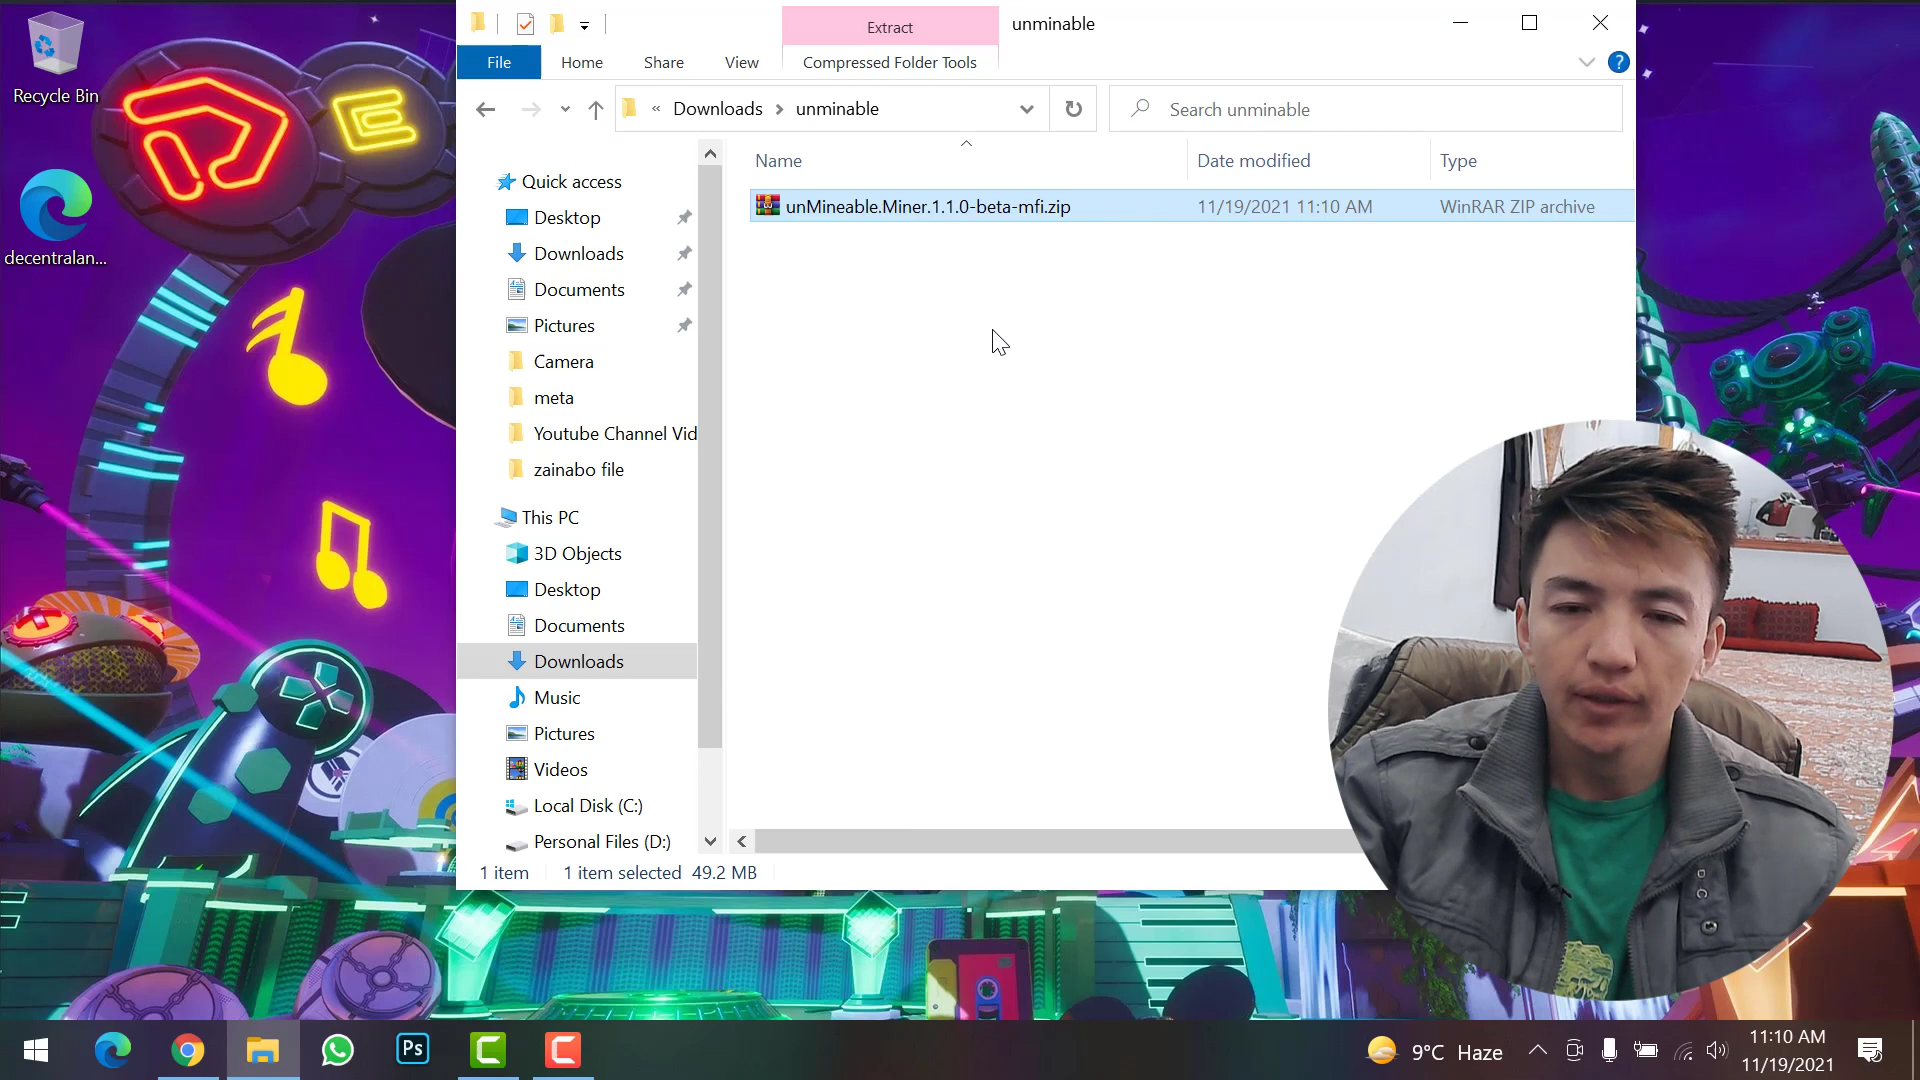 Recycle Bin
decentralan...
Extract
unminable
File
Home
Share
View
Compressed Folder Tools
?
« Downloads > unminable
Search unminable
Name
Date modified
Type
unMineable.Miner.1.1.0-beta-mfi.zip
11/19/2021 11:10 AM
WinRAR ZIP archive
Quick access
Desktop
Downloads
Documents
Pictures
Camera
meta
Youtube Channel Vid
zainabo file
This PC
3D Objects
Desktop
Documents
Downloads
Music
Pictures
Videos
Local Disk (C:)
Personal Files (D:)
1 item
1 item selected 49.2 MB
Ps
9°C Haze
11:10 AM
11/19/2021